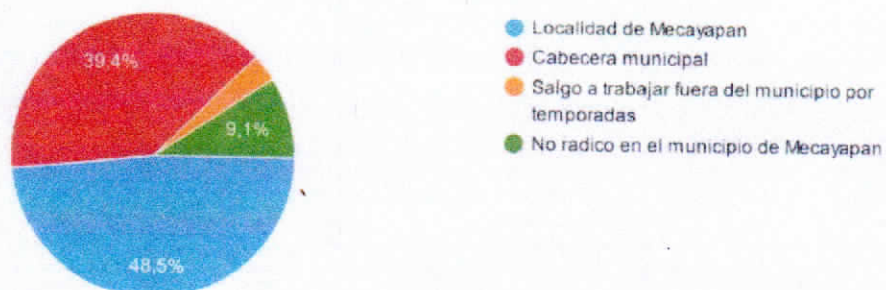 Localidad de Mecayapan
39,4%
Cabecera municipal
Salgo a trabajar fuera del municipio por
temporadas
9,1%
No radico en el municipio de Mecayapan
48,5%